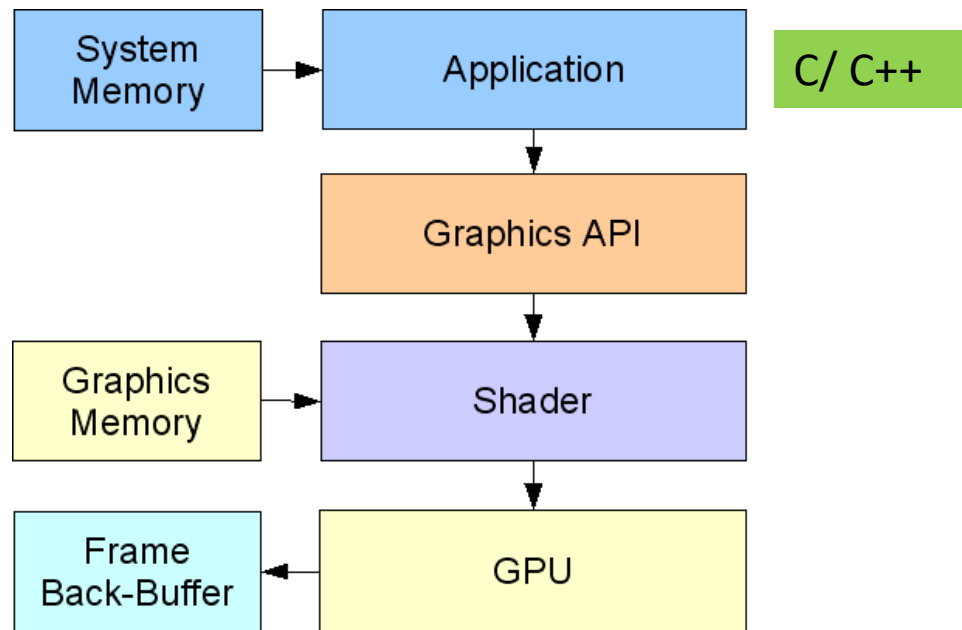 System
Memory
Application
C/ C++
Graphics API
Graphics
Memory
Shader
Frame
Back-Buffer
GPU